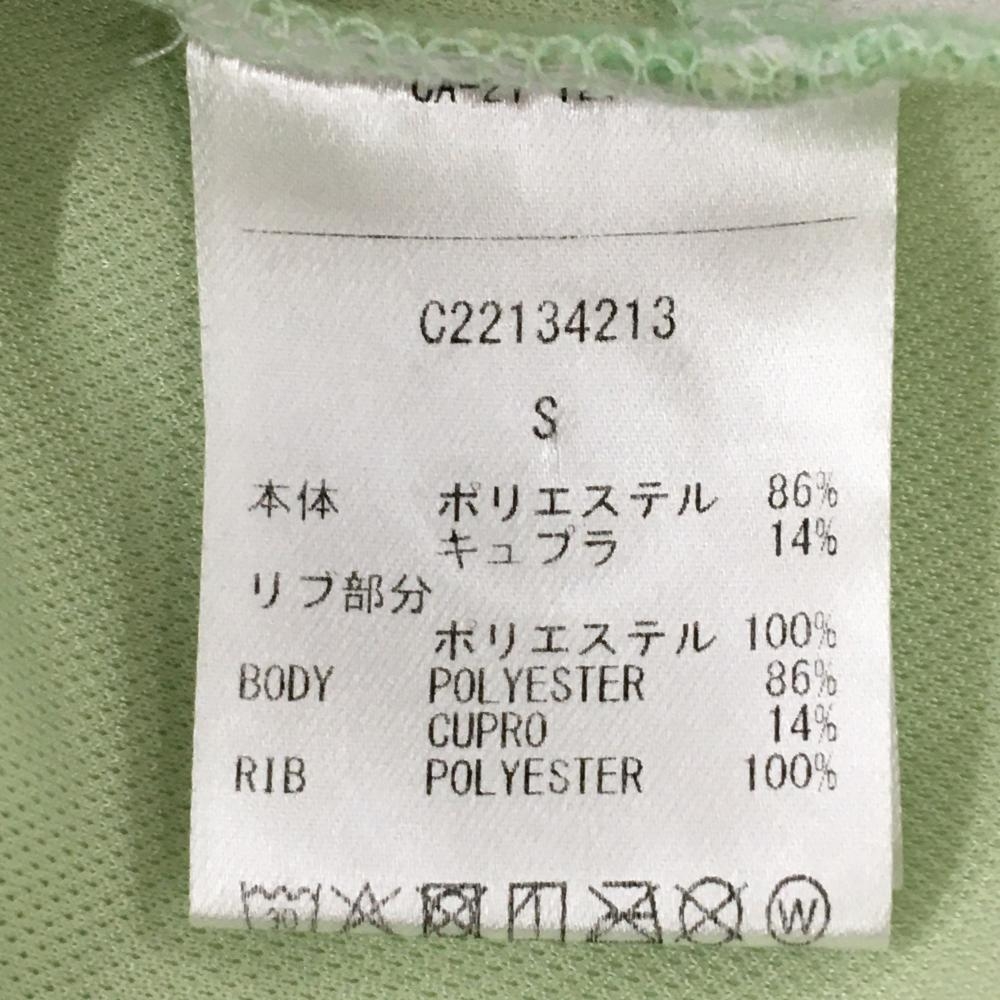 C22134213
S
本体 ポリエステル 86%
キュプラ 14%
リブ部分
ポリエステル 100%
BODY POLYESTER 86%
CUPRO 14%
RIB POLYESTER 100%
30 W